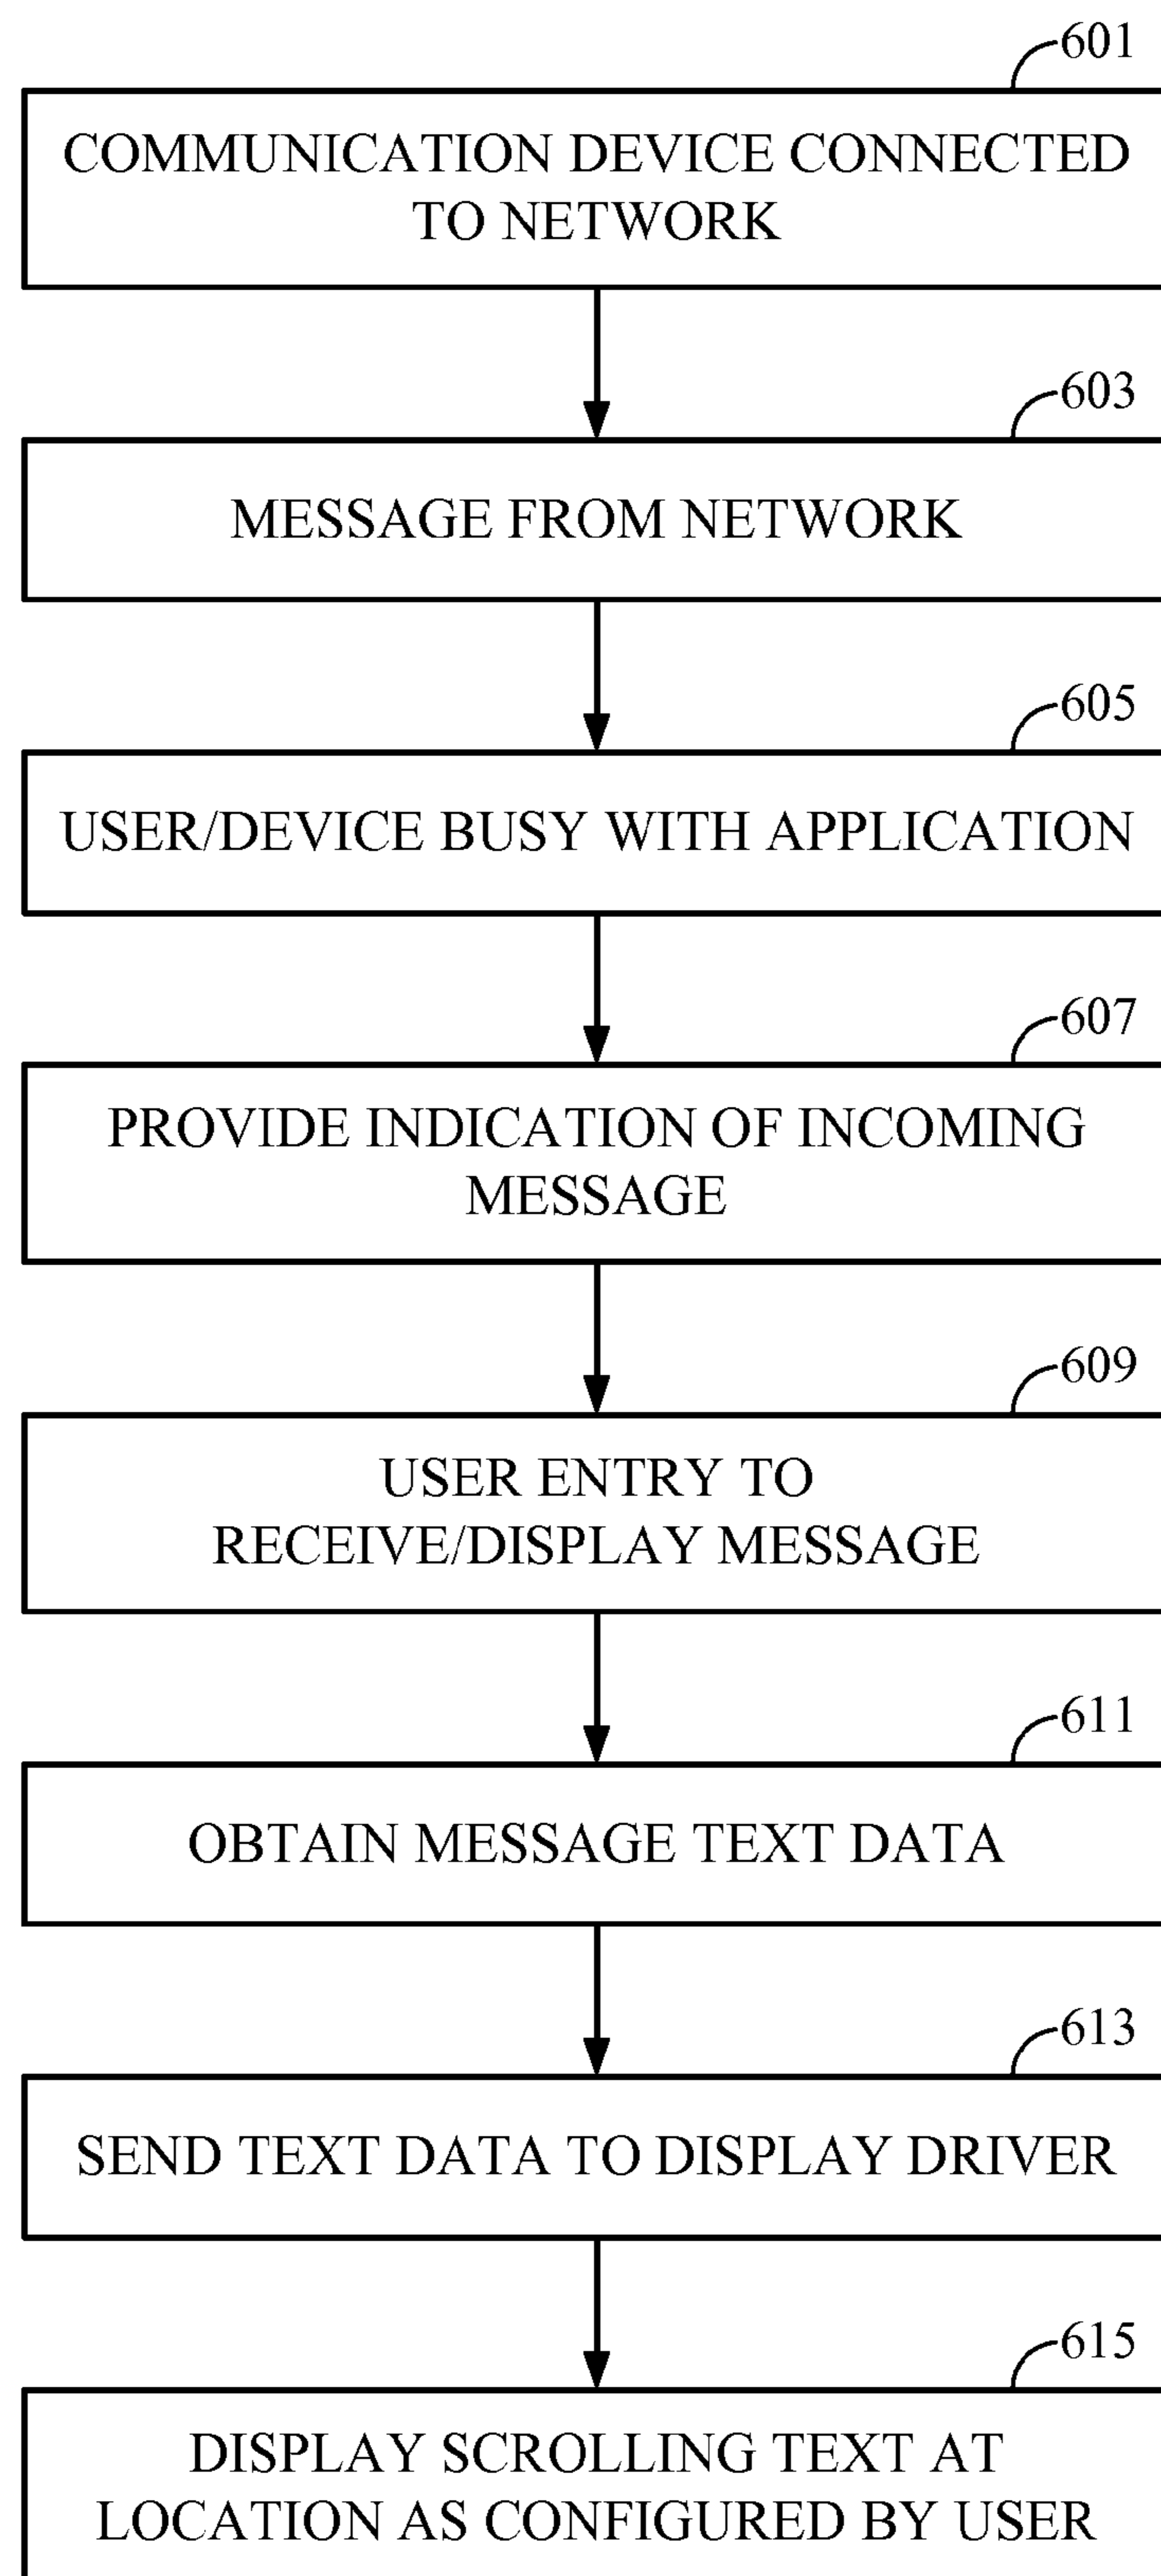 601
COMMUNICATION DEVICE CONNECTED
TO NETWORK
603
MESSAGE FROM NETWORK
605
USER/DEVICE BUSY WITH APPLICATION
607
PROVIDE INDICATION OF INCOMING
MESSAGE
609
USER ENTRY TO
RECEIVE/DISPLAY MESSAGE
611
OBTAIN MESSAGE TEXT DATA
613
SEND TEXT DATA TO DISPLAY DRIVER
615
DISPLAY SCROLLING TEXT AT
LOCATION AS CONFIGURED BY USER